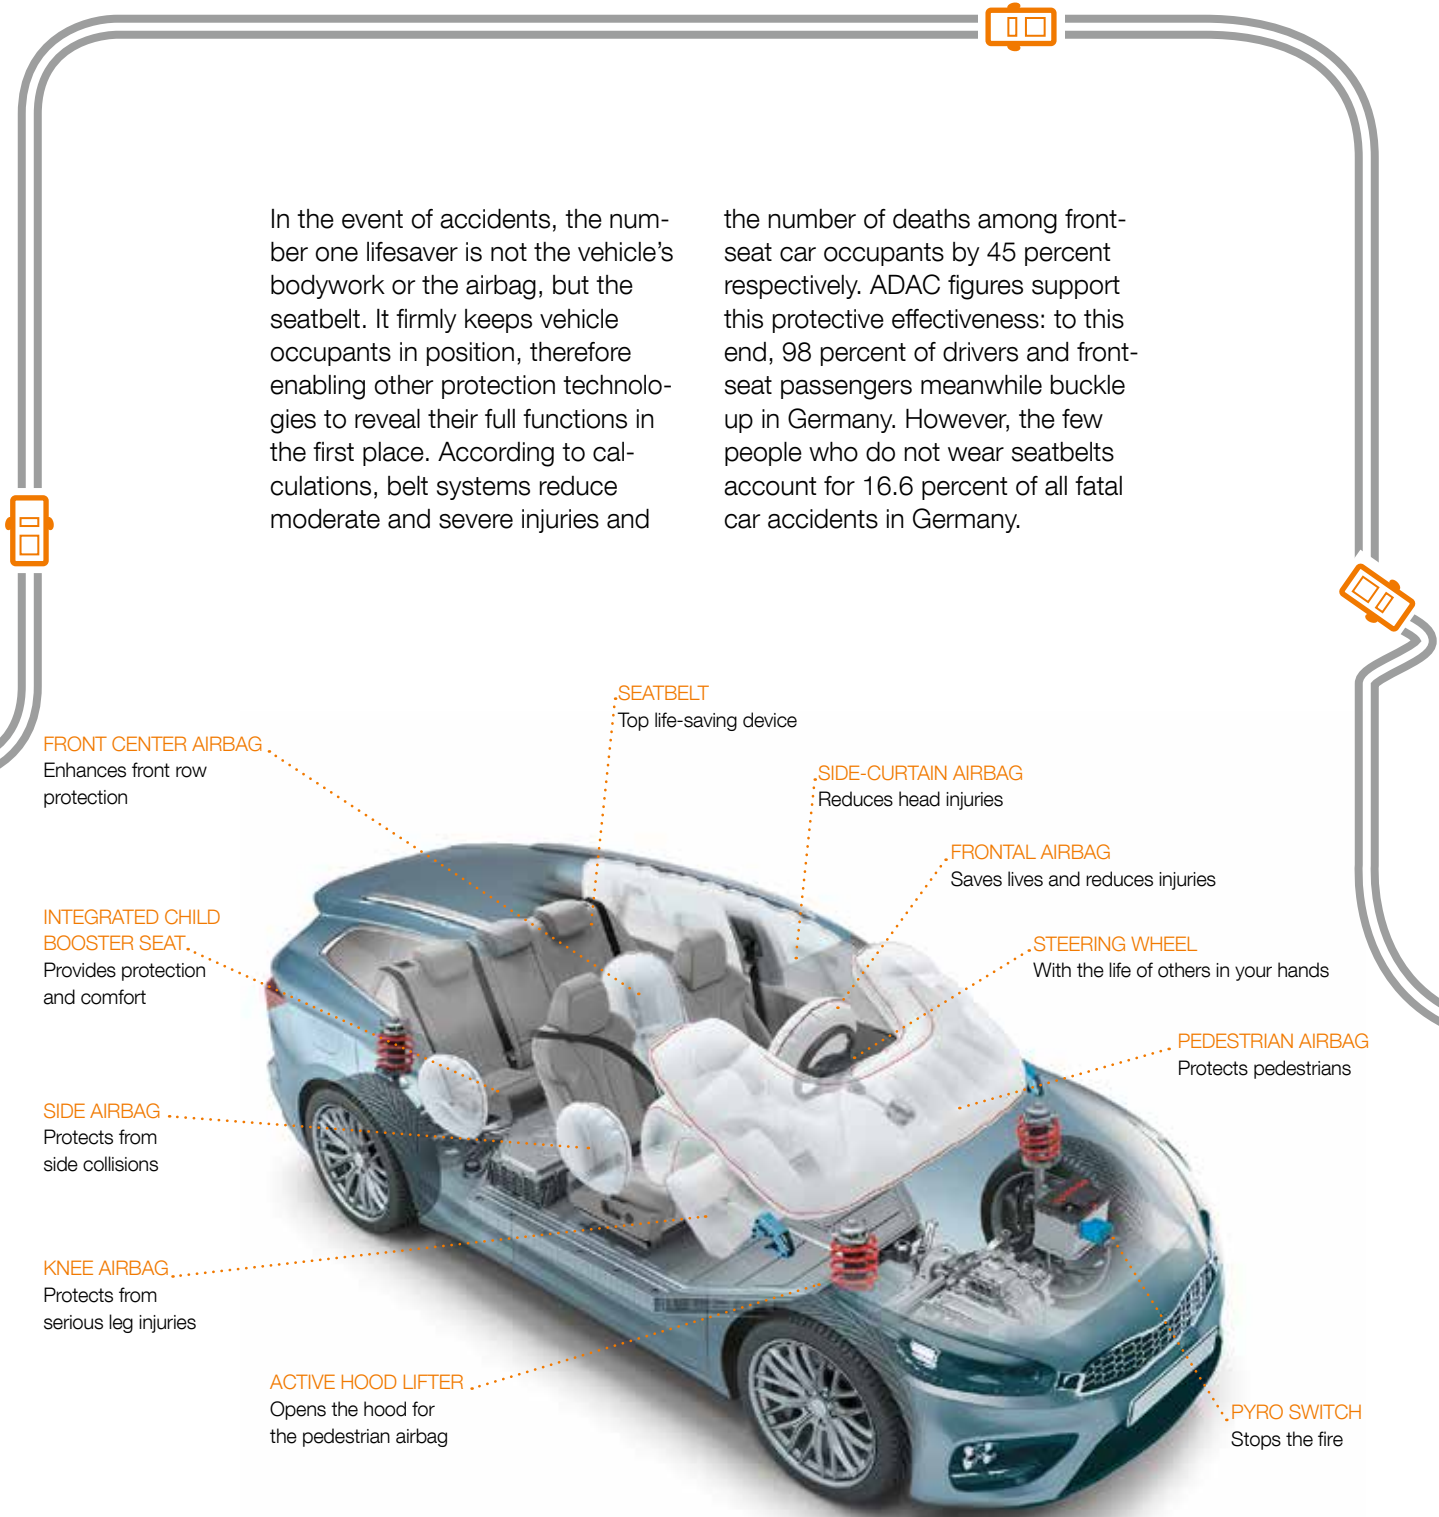 In the event of accidents, the num-
ber one lifesaver is not the vehicle’s
bodywork or the airbag, but the
seatbelt. It firmly keeps vehicle
occupants in position, therefore
enabling other protection technolo-
gies to reveal their full functions in
the first place. According to cal-
culations, belt systems reduce
moderate and severe injuries and
the number of deaths among front-
seat car occupants by 45 percent
respectively. ADAC figures support
this protective effectiveness: to this
end, 98 percent of drivers and front-
seat passengers meanwhile buckle
up in Germany. However, the few
people who do not wear seatbelts
account for 16.6 percent of all fatal
car accidents in Germany.
SEATBELT
Top life-saving device
FRONT CENTER AIRBAG
Enhances front row
protection
SIDE-CURTAIN AIRBAG
Reduces head injuries
FRONTAL AIRBAG
Saves lives and reduces injuries
INTEGRATED CHILD
BOOSTER SEAT
Provides protection
and comfort
STEERING WHEEL
With the life of others in your hands
PEDESTRIAN AIRBAG
Protects pedestrians
SIDE AIRBAG
Protects from
side collisions
KNEE AIRBAG
Protects from
serious leg injuries
ACTIVE HOOD LIFTER
Opens the hood for
the pedestrian airbag
PYRO SWITCH
Stops the fire